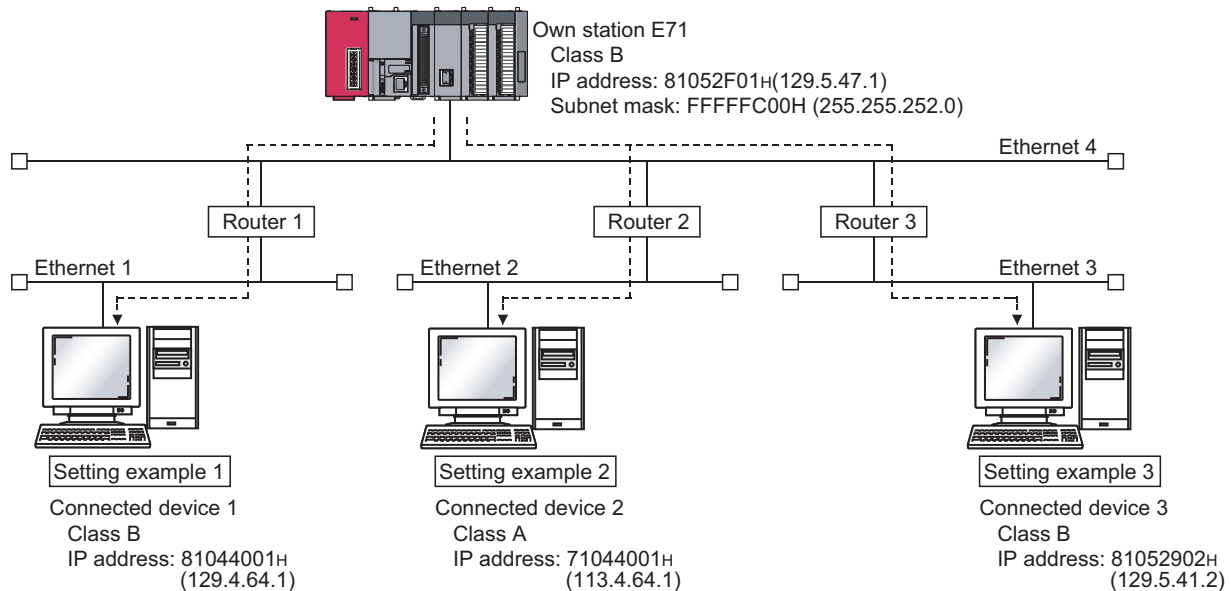 Own station E71
Class B
IP address: 81052F01H(129.5.47.1)
Subnet mask: FFFFFC00H (255.255.252.0)
Ethernet 4
Router 1
Router 2
Router 3
Ethernet 1
Ethernet 2
Ethernet 3
Setting example 1
Setting example 2
Setting example 3
Connected device 1
Class B
IP address: 81044001H
(129.4.64.1)
Connected device 2
Class A
IP address: 71044001H
(113.4.64.1)
Connected device 3
Class B
IP address: 81052902H
(129.5.41.2)